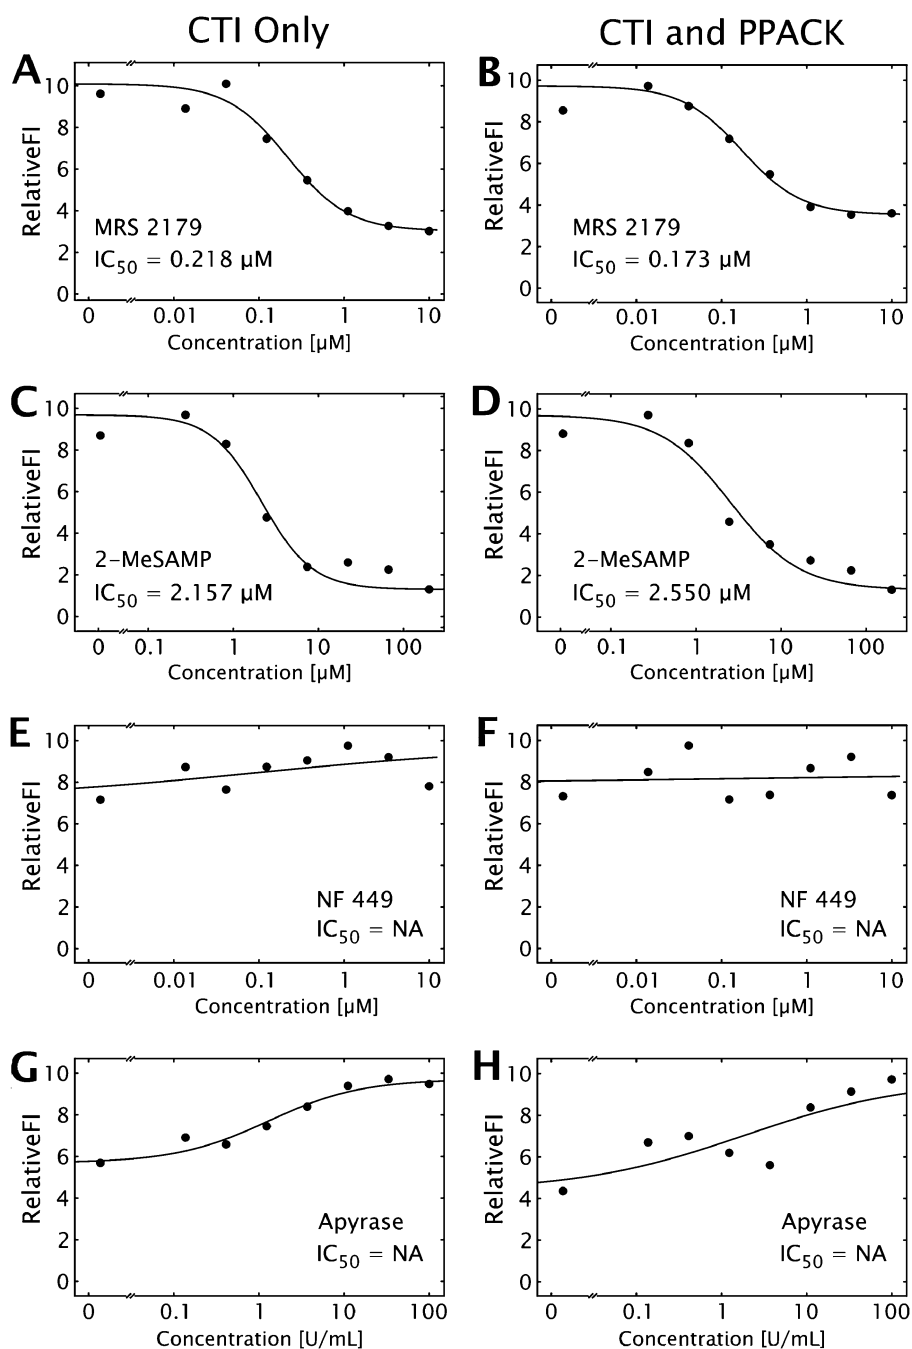 CTI Only
CTI and PPACK
A
RelativeFI
10
8
6
4
2
0
MRS 2179
IC50 = 0.218 µM
0 0.01 0.1 1 10
Concentration [µM]
B
RelativeFI
10
8
6
4
2
0
MRS 2179
IC50 = 0.173 µM
0 0.01 0.1 1 10
Concentration [µM]
C
RelativeFI
10
8
6
4
2
0
2-MeSAMP
IC50 = 2.157 µM
0 0.1 1 10 100
Concentration [µM]
D
RelativeFI
10
8
6
4
2
0
2-MeSAMP
IC50 = 2.550 µM
0 0.1 1 10 100
Concentration [µM]
E
RelativeFI
10
8
6
4
2
0
NF 449
IC50 = NA
0 0.01 0.1 1 10
Concentration [µM]
F
RelativeFI
10
8
6
4
2
0
NF 449
IC50 = NA
0 0.01 0.1 1 10
Concentration [µM]
G
RelativeFI
10
8
6
4
2
0
Apyrase
IC50 = NA
0 0.1 1 10 100
Concentration [U/mL]
H
RelativeFI
10
8
6
4
2
0
Apyrase
IC50 = NA
0 0.1 1 10 100
Concentration [U/mL]